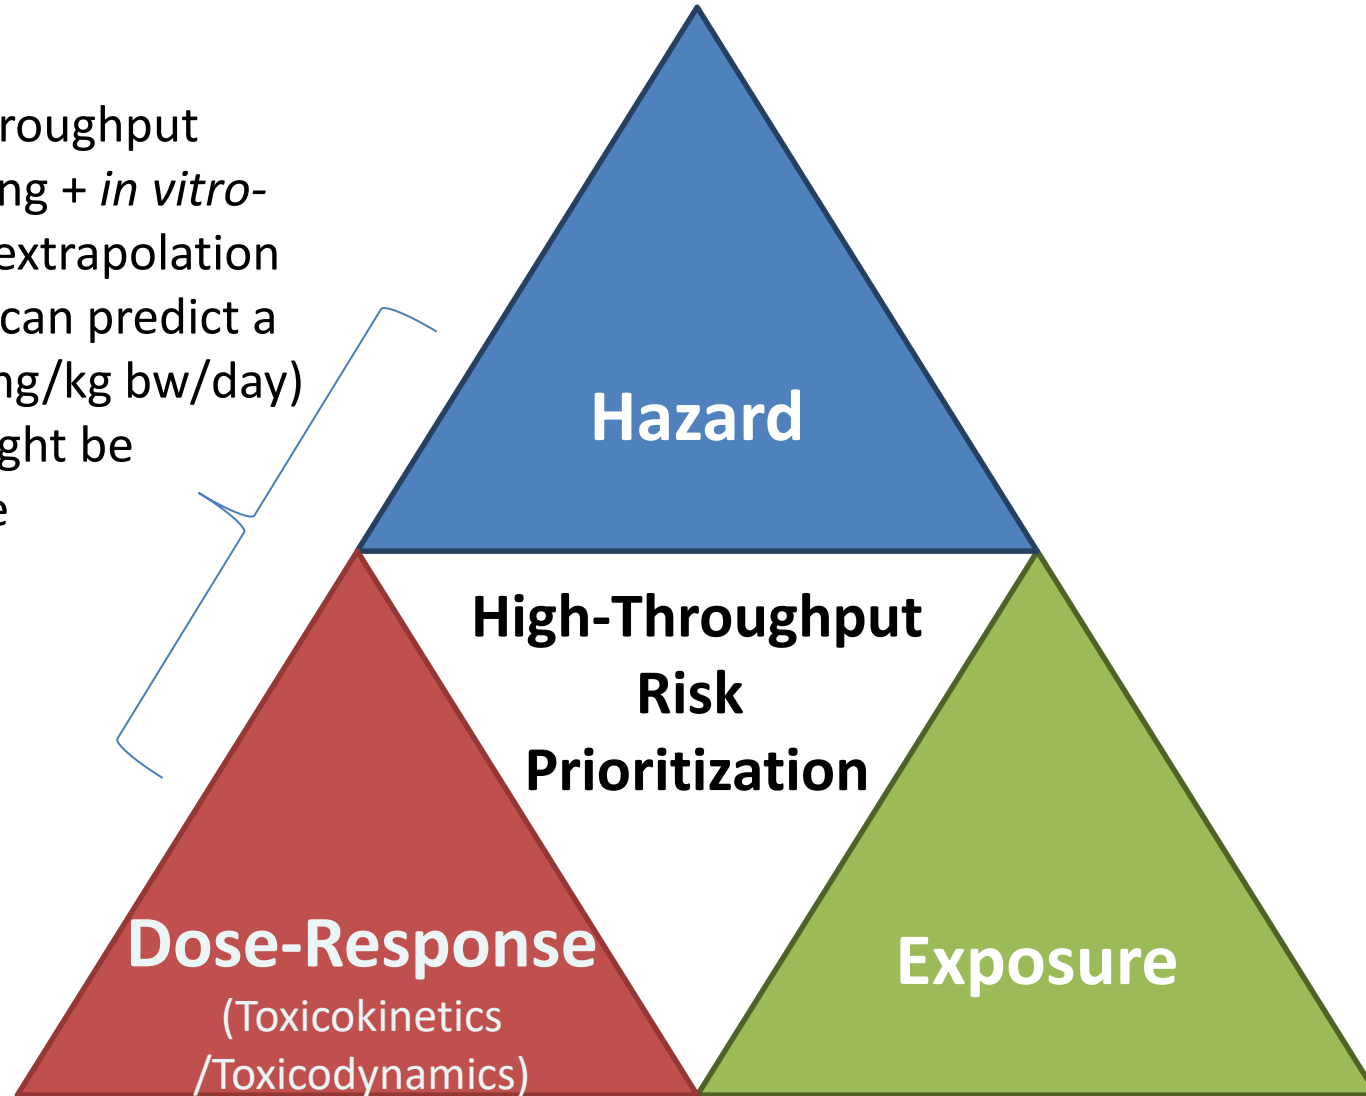 roughput
ng + in vitro-
extrapolation
can predict a
ng/kg bw/day)
ght be
e
Hazard
High-Throughput
Risk
Prioritization
Dose-Response
(Toxicokinetics
/Toxicodynamics)
Exposure